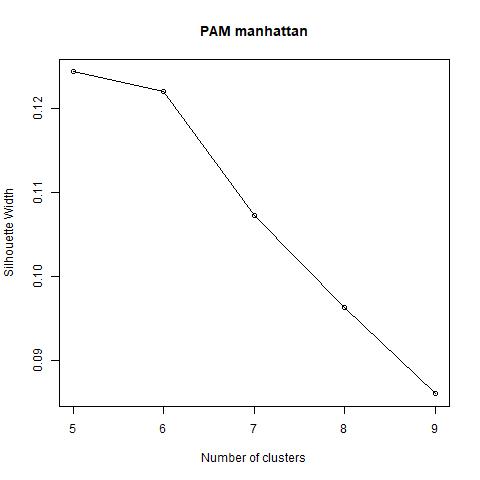 PAM manhattan
Silhouette Width
0.12
0.11
0.10
0.09
5 6 7 8 9
Number of clusters